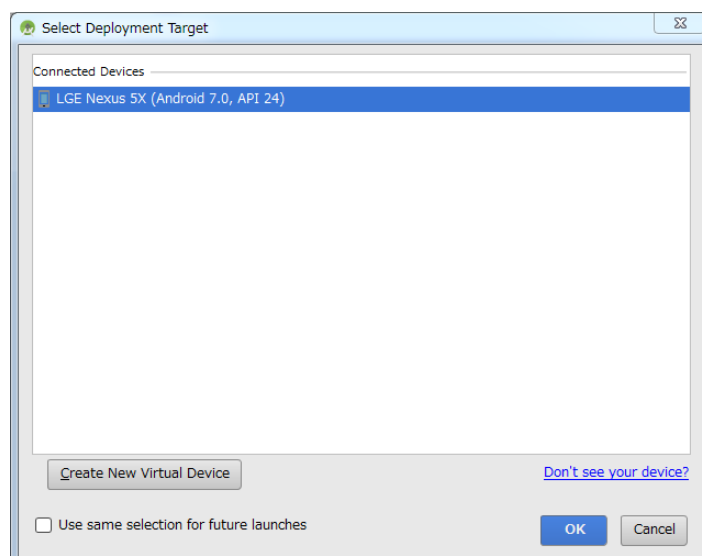 Select Deployment Target
Connected Devices
LGE Nexus 5X (Android 7.0, API 24)
Create New Virtual Device
Don't see your device?
Use same selection for future launches
OK
Cancel